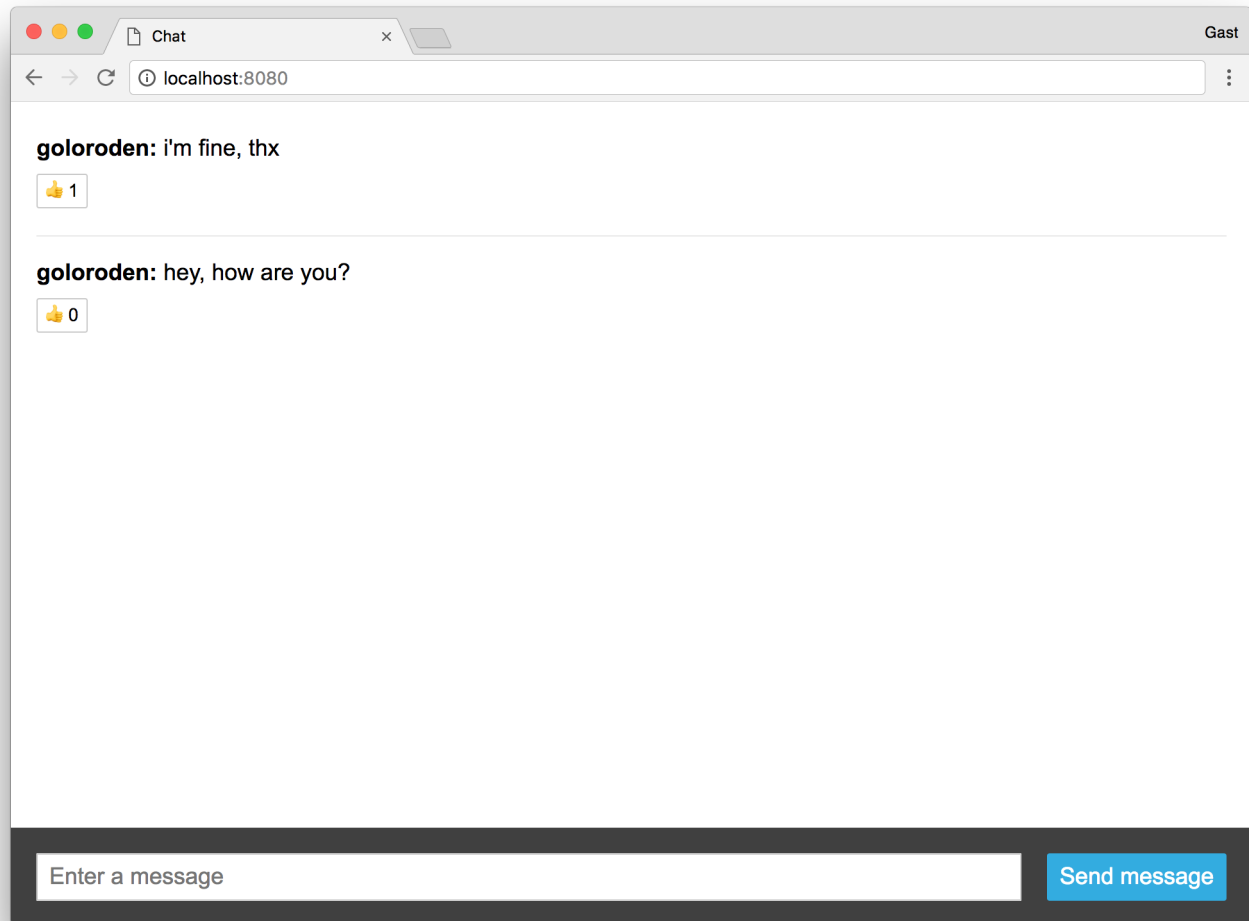 Chat
Gast
localhost:8080
goloroden: i'm fine, thx
👍 1
goloroden: hey, how are you?
👍 0
Enter a message
Send message